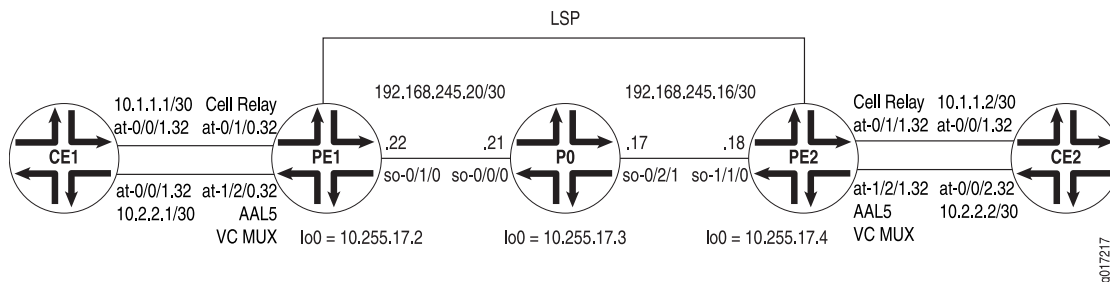 LSP
10.1.1.1/30 Cell Relay
at-0/0/1.32 at-0/1/0.32
192.168.245.20/30
192.168.245.16/30
Cell Relay 10.1.1.2/30
at-0/1/1.32 at-0/0/1.32
CE1
PE1
.22
.21
P0
.17
.18
PE2
CE2
so-0/1/0
so-0/0/0
so-0/2/1
so-1/1/0
at-0/0/1.32 at-1/2/0.32
10.2.2.1/30 AAL5
VC MUX
lo0 = 10.255.17.2
lo0 = 10.255.17.3
lo0 = 10.255.17.4
at-1/2/1.32 at-0/0/2.32
AAL5 10.2.2.2/30
VC MUX
g017217